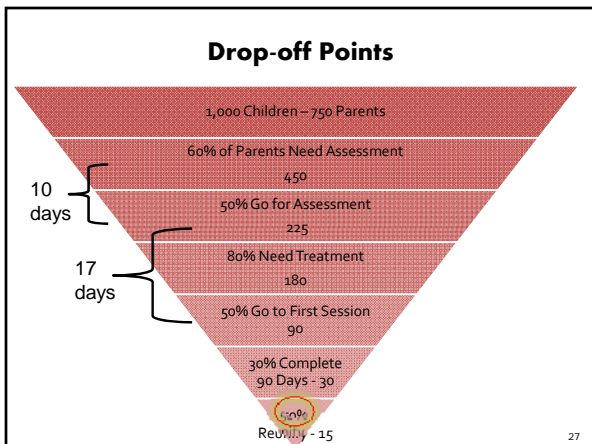 Drop-off Points
1,000 Children – 750 Parents
60% of Parents Need Assessment
450
10
days
50% Go for Assessment
225
17
days
80% Need Treatment
180
50% Go to First Session
90
30% Complete
90 Days - 30
50%
Reunify - 15
27